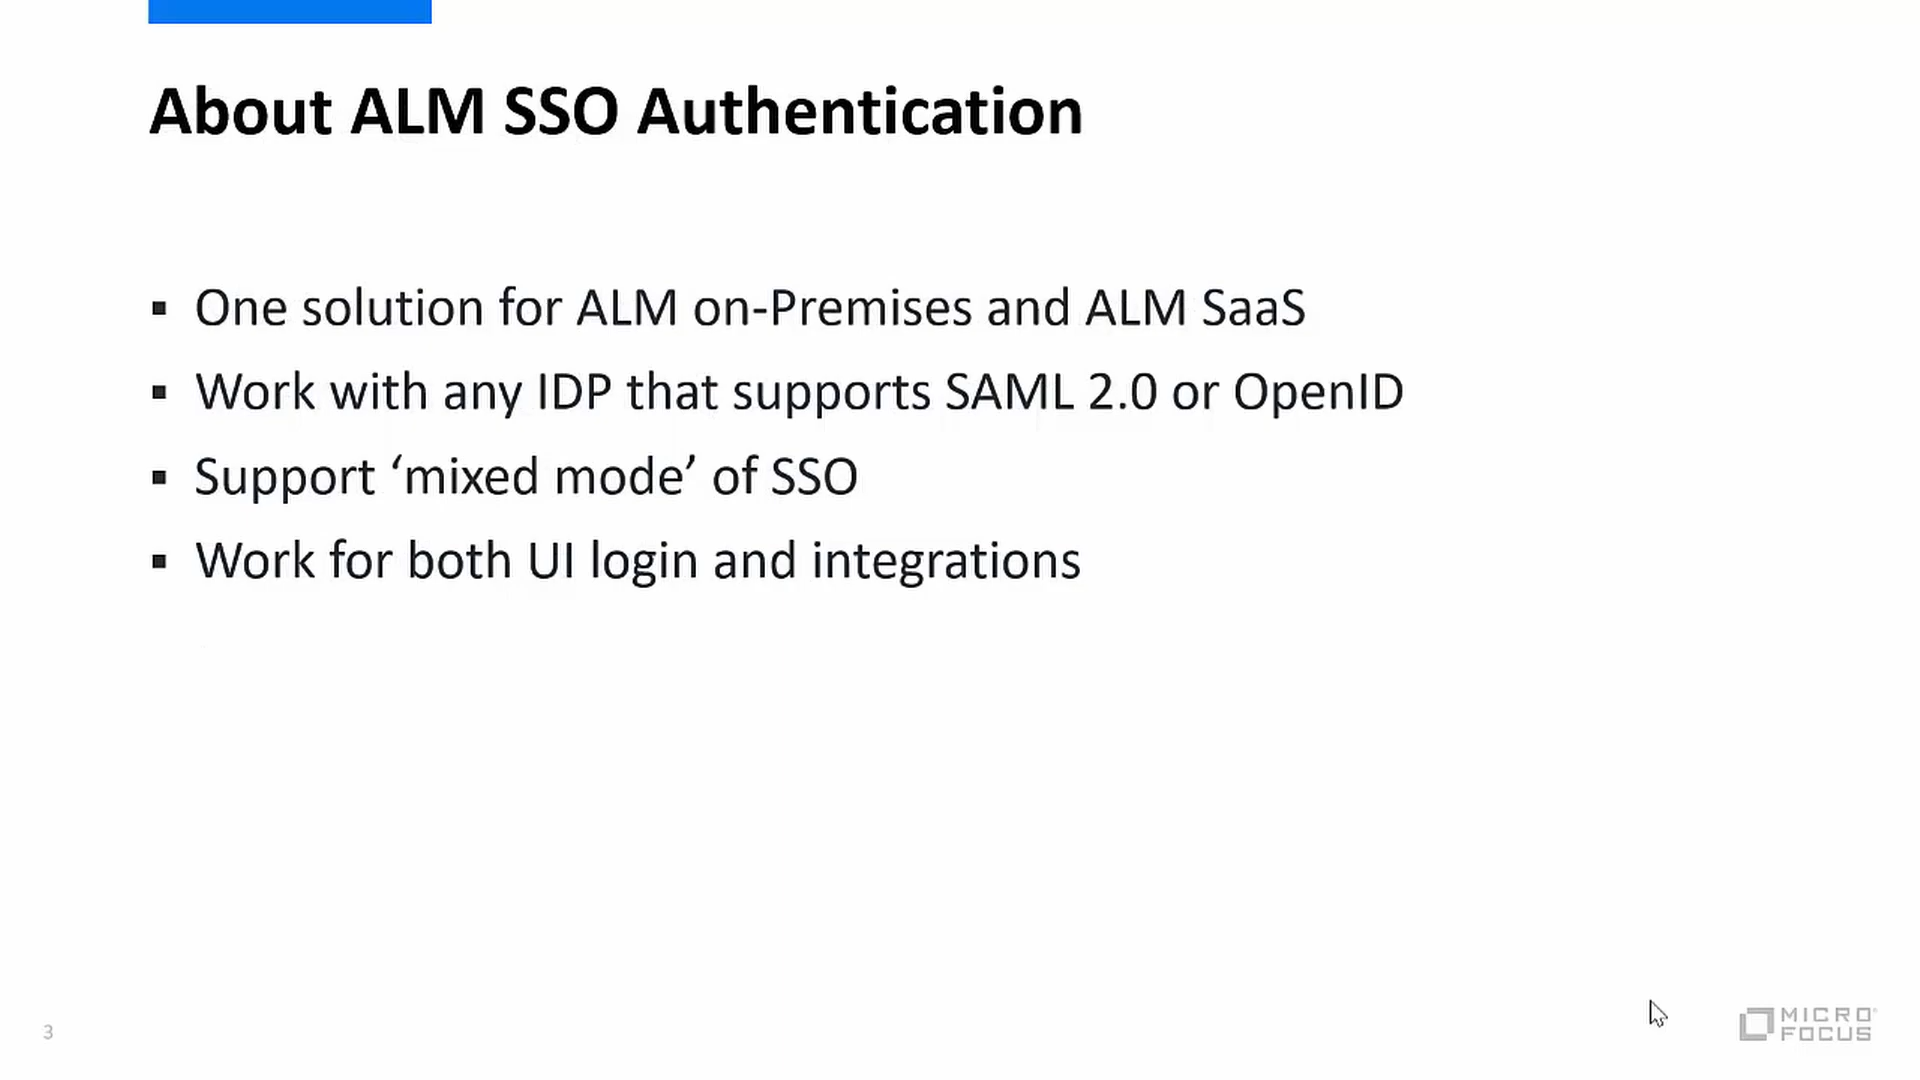 About ALM SSO Authentication
▪ One solution for ALM on-Premises and ALM SaaS
▪ Work with any IDP that supports SAML 2.0 or OpenID
▪ Support ‘mixed mode’ of SSO
▪ Work for both UI login and integrations
3
MICRO
FOCUS